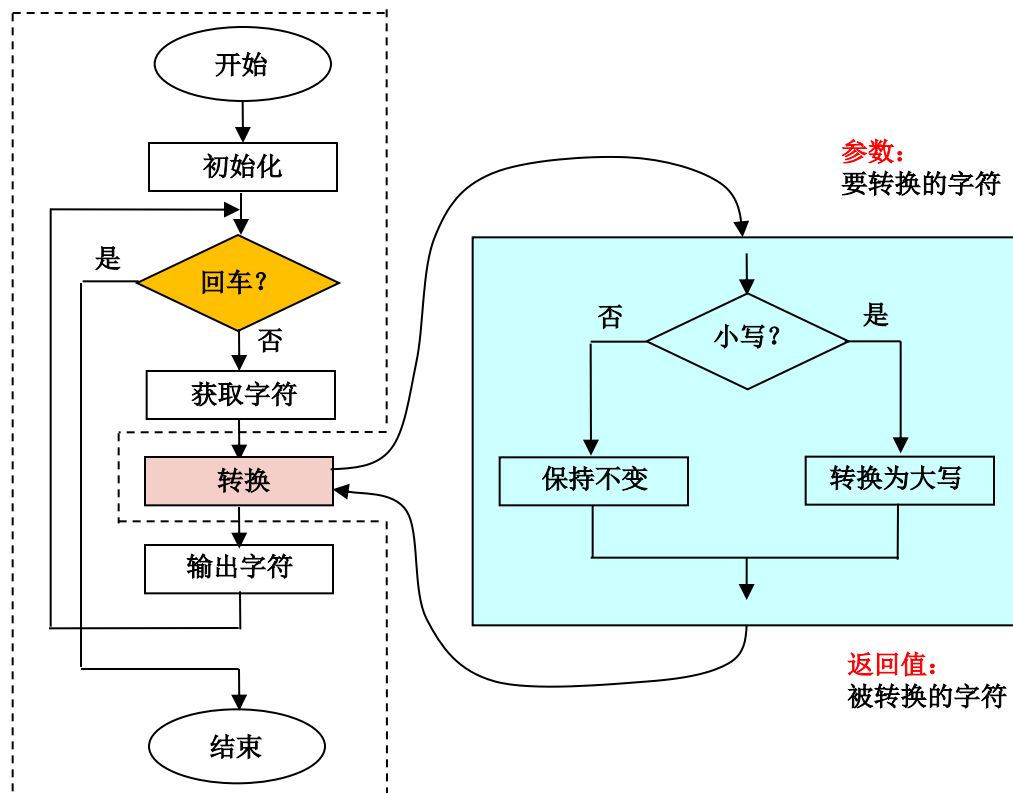 开始
初始化
是
回车？
否
获取字符
转换
输出字符
结束
参数：
要转换的字符
否
小写？
是
保持不变
转换为大写
返回值：
被转换的字符